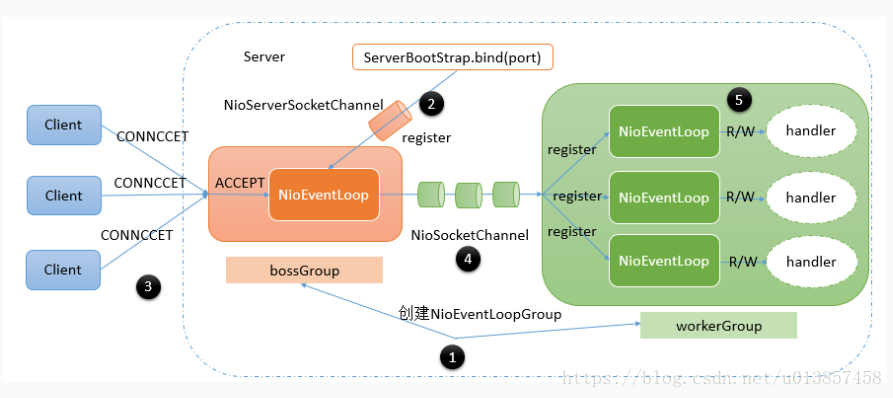 Server
ServerBootStrap.bind(port)
NioServerSocketChannel
2
register
Client
CONNCCET
Client
CONNCCET
Client
CONNCCET
3
ACCEPT
NioEventLoop
bossGroup
NioSocketChannel
4
5
register
NioEventLoop
R/W
handler
register
NioEventLoop
R/W
handler
register
NioEventLoop
R/W
handler
workerGroup
创建NioEventLoopGroup
1
https://blog.csdn.net/u013857458